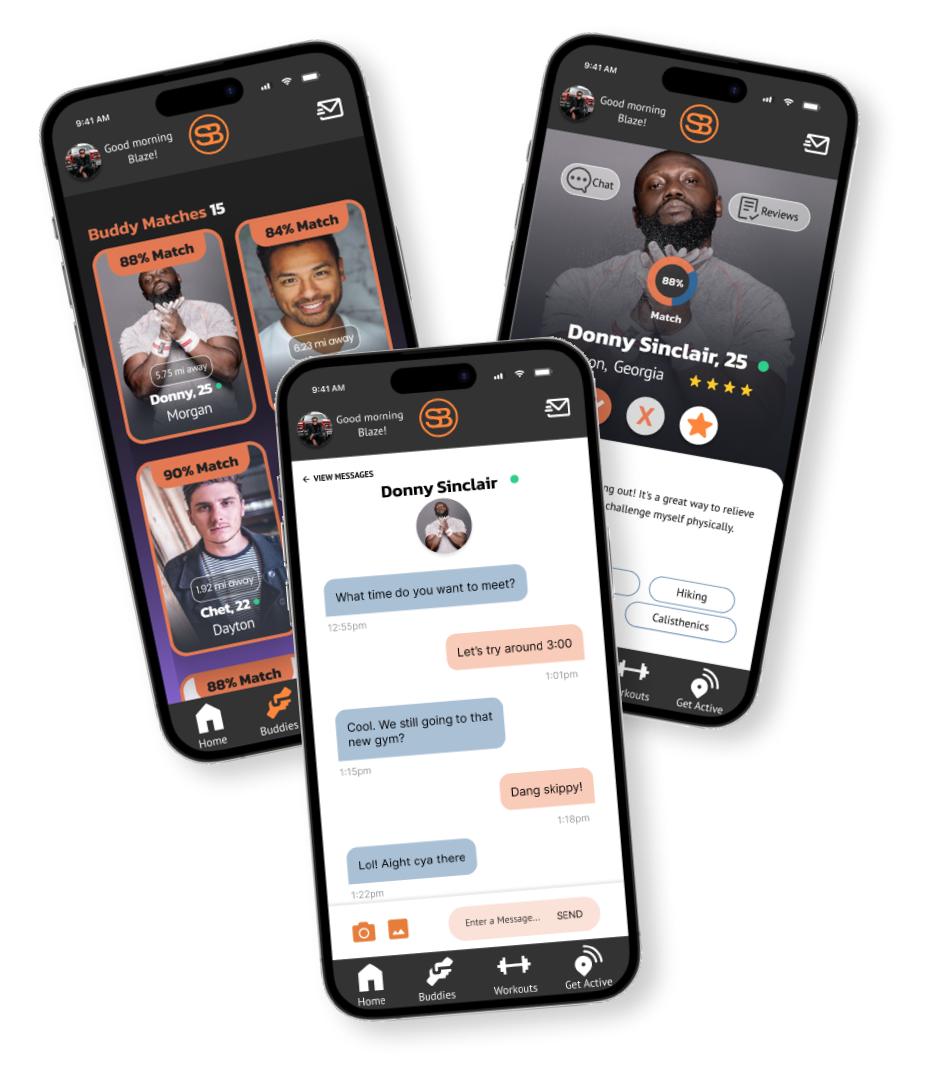 9:41 AM
Good morning
Blaze!
SB
Buddy Matches 15
88% Match
5.75 mi away
Donny, 25
Morgan
84% Match
6.23 mi away
90% Match
1.92 mi away
Chet, 22
Dayton
88% Match
Home
Buddies
9:41 AM
Good morning
Blaze!
SB
Chat
Reviews
88%
Match
Donny Sinclair, 25
on, Georgia
X
ng out! It's a great way to relieve
challenge myself physically.
Hiking
Calisthenics
rkouts
Get Active
9:41 AM
Good morning
Blaze!
SB
← VIEW MESSAGES
Donny Sinclair
What time do you want to meet?
12:55pm
Let's try around 3:00
1:01pm
Cool. We still going to that
new gym?
1:15pm
Dang skippy!
1:18pm
Lol! Aight cya there
1:22pm
Enter a Message...
SEND
Home
Buddies
Workouts
Get Active